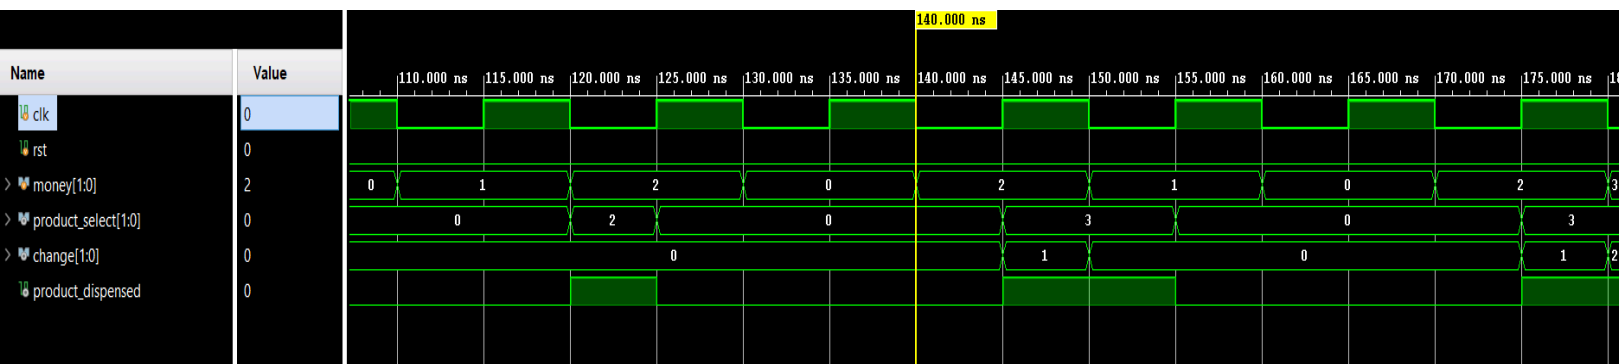 140.000 ns
Name Value 110.000 ns 115.000 ns 120.000 ns 125.000 ns 130.000 ns 135.000 ns 140.000 ns 145.000 ns 150.000 ns 155.000 ns 160.000 ns 165.000 ns 170.000 ns 175.000 ns 18
clk 0
rst 0
money[1:0] 2 0 1 2 0 2 1 0 2 3
product_select[1:0] 0 0 2 0 3 0 3
change[1:0] 0 0 1 0 1 2
product_dispensed 0